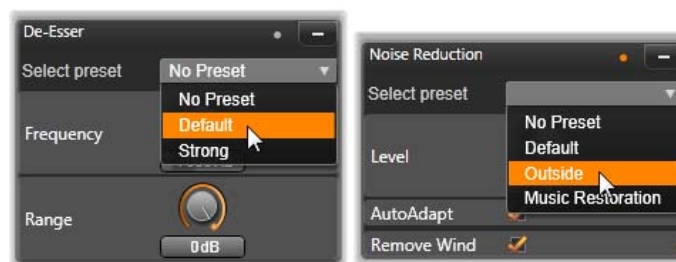 De-Esser
Select preset
No Preset
No Preset
Default
Strong
Frequency
Range
0dB
Noise Reduction
Select preset
No Preset
Default
Outside
Music Restoration
Level
AutoAdapt
Remove Wind